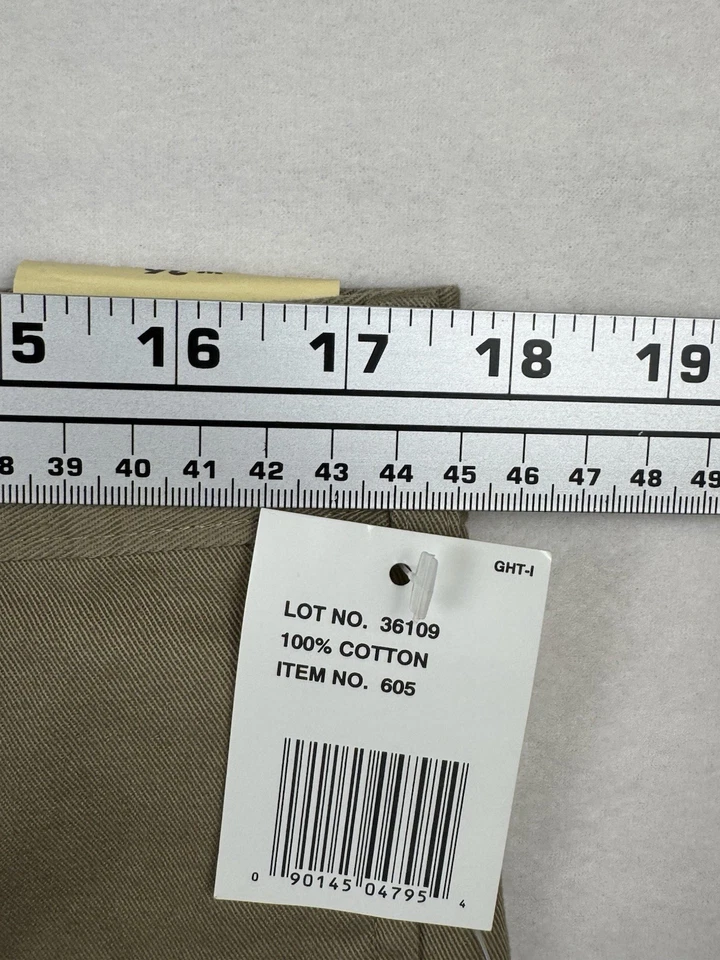 5 16 17 18 19
8 39 40 41 42 43 44 45 46 47 48 49
GHT-I
LOT NO. 36109
100% COTTON
ITEM NO. 605
0 90145 04795 4